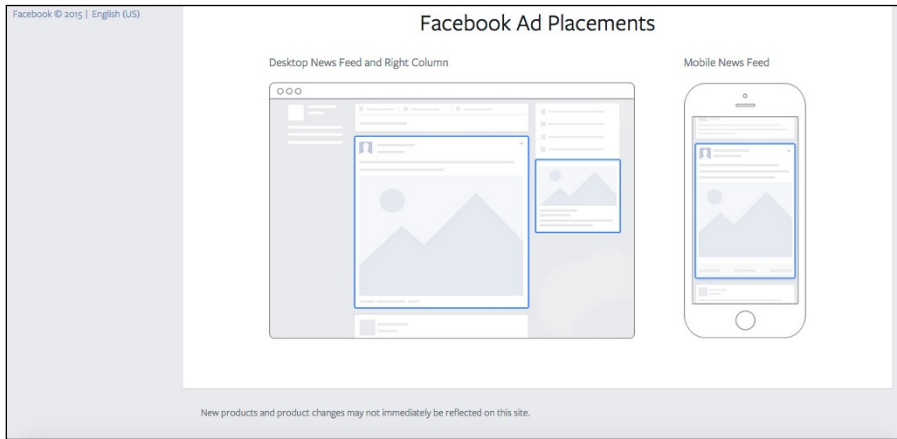 Facebook © 2015 | English (US)
Facebook Ad Placements
Desktop News Feed and Right Column
Mobile News Feed
New products and product changes may not immediately be reflected on this site.